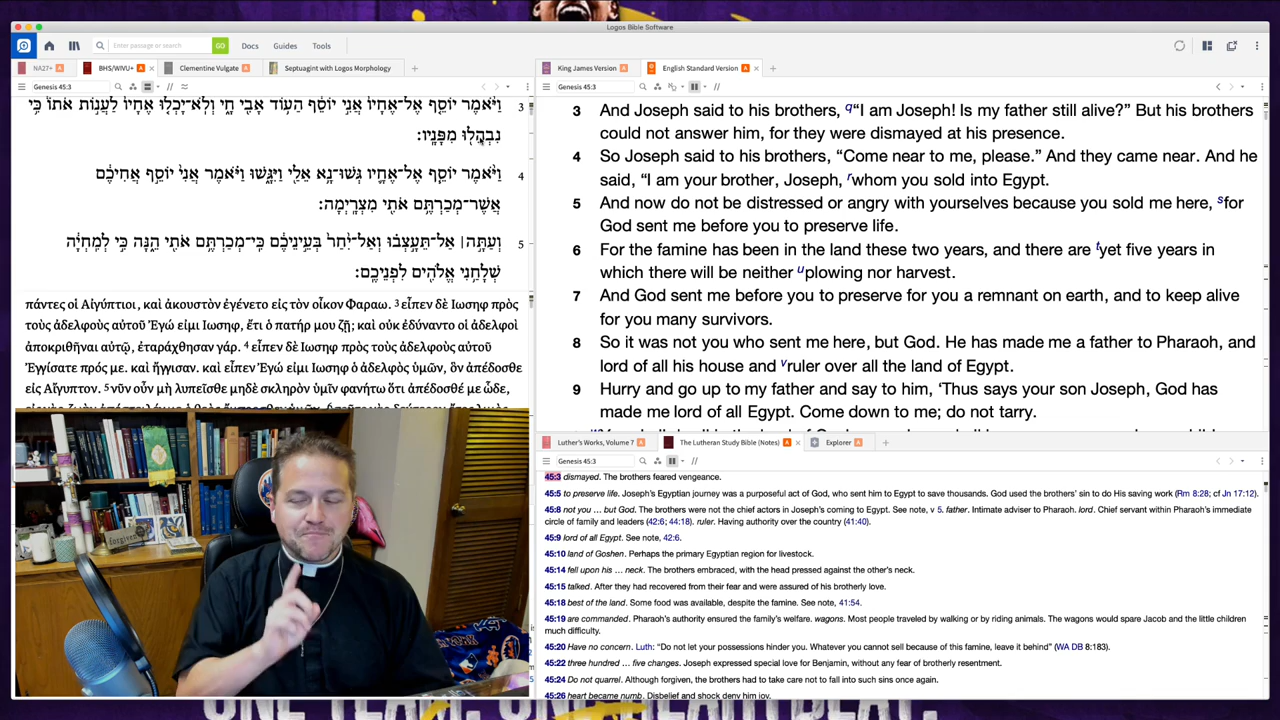 Logos Bible Software
Enter passage or search
GO
Docs
Guides
Tools
NA27+
BHS/WIVU+
Clementine Vulgate
Septuagint with Logos Morphology
Genesis 45:3
3 וַיֹּ֨אמֶר יוֹסֵ֤ף אֶל־אֶחָיו֙ אֲנִ֣י יוֹסֵ֔ף הַע֥וֹד אָבִ֖י חָ֑י וְלֹֽא־יָכְל֤וּ אֶחָיו֙ לַעֲנ֣וֹת אֹת֔וֹ כִּ֥י
נִבְהֲל֖וּ מִפָּנָֽיו׃
4 וַיֹּ֨אמֶר יוֹסֵ֧ף אֶל־אֶחָ֛יו גְּשׁוּ־נָ֥א אֵלַ֖י וַיִּגָּ֑שׁוּ וַיֹּ֗אמֶר אֲנִי֙ יוֹסֵ֣ף אֲחִיכֶ֔ם
אֲשֶׁר־מְכַרְתֶּ֥ם אֹתִ֖י מִצְרָֽיְמָה׃
5 וְעַתָּ֣ה׀ אַל־תֵּעָ֣צְב֗וּ וְאַל־יִ֙חַר֙ בְּעֵ֣ינֵיכֶ֔ם כִּֽי־מְכַרְתֶּ֥ם אֹתִ֖י הֵ֑נָּה כִּ֣י לְמִֽחְיָ֔ה
שְׁלָחַ֥נִי אֱלֹהִ֖ים לִפְנֵיכֶֽם׃
πάντες οἱ Αἰγύπτιοι, καὶ ἀκουστὸν ἐγένετο εἰς τὸν οἶκον Φαραω. 3 εἶπεν δὲ Ιωσηφ πρὸς
τοὺς ἀδελφοὺς αὐτοῦ Ἐγώ εἰμι Ιωσηφ, ἔτι ὁ πατήρ μου ζῇ; καὶ οὐκ ἐδύναντο οἱ ἀδελφοὶ
ἀποκριθῆναι αὐτῷ, ἐταράχθησαν γάρ. 4 εἶπεν δὲ Ιωσηφ πρὸς τοὺς ἀδελφοὺς αὐτοῦ
Ἐγγίσατε πρός με. καὶ ἤγγισαν. καὶ εἶπεν Ἐγώ εἰμι Ιωσηφ ὁ ἀδελφὸς ὑμῶν, ὃν ἀπέδοσθε
εἰς Αἴγυπτον. 5 νῦν οὖν μὴ λυπεῖσθε μηδὲ σκληρὸν ὑμῖν φανήτω ὅτι ἀπέδοσθέ με ὧδε,
King James Version
English Standard Version
Genesis 45:3
3 And Joseph said to his brothers, q“I am Joseph! Is my father still alive?” But his brothers
could not answer him, for they were dismayed at his presence.
4 So Joseph said to his brothers, “Come near to me, please.” And they came near. And he
said, “I am your brother, Joseph, rwhom you sold into Egypt.
5 And now do not be distressed or angry with yourselves because you sold me here, sfor
God sent me before you to preserve life.
6 For the famine has been in the land these two years, and there are tyet five years in
which there will be neither uplowing nor harvest.
7 And God sent me before you to preserve for you a remnant on earth, and to keep alive
for you many survivors.
8 So it was not you who sent me here, but God. He has made me a father to Pharaoh, and
lord of all his house and vruler over all the land of Egypt.
9 Hurry and go up to my father and say to him, ‘Thus says your son Joseph, God has
made me lord of all Egypt. Come down to me; do not tarry.
Luther's Works, Volume 7
The Lutheran Study Bible (Notes)
Explorer
Genesis 45:3
45:3 dismayed. The brothers feared vengeance.
45:5 to preserve life. Joseph’s Egyptian journey was a purposeful act of God, who sent him to Egypt to save thousands. God used the brothers’ sin to do His saving work (Rm 8:28; cf Jn 17:12).
45:8 not you … but God. The brothers were not the chief actors in Joseph’s coming to Egypt. See note, v 5. father. Intimate adviser to Pharaoh. lord. Chief servant within Pharaoh’s immediate
circle of family and leaders (42:6; 44:18). ruler. Having authority over the country (41:40).
45:9 lord of all Egypt. See note, 42:6.
45:10 land of Goshen. Perhaps the primary Egyptian region for livestock.
45:14 fell upon his … neck. The brothers embraced, with the head pressed against the other’s neck.
45:15 talked. After they had recovered from their fear and were assured of his brotherly love.
45:18 best of the land. Some food was available, despite the famine. See note, 41:54.
45:19 are commanded. Pharaoh’s authority ensured the family’s welfare. wagons. Most people traveled by walking or by riding animals. The wagons would spare Jacob and the little children
much difficulty.
45:20 Have no concern. Luth: “Do not let your possessions hinder you. Whatever you cannot sell because of this famine, leave it behind” (WA DB 8:183).
45:22 three hundred … five changes. Joseph expressed special love for Benjamin, without any fear of brotherly resentment.
45:24 Do not quarrel. Although forgiven, the brothers had to take care not to fall into such sins once again.
45:26 heart became numb. Disbelief and shock deny him joy.
ONE TEAM. ONE HEARTBEAT.